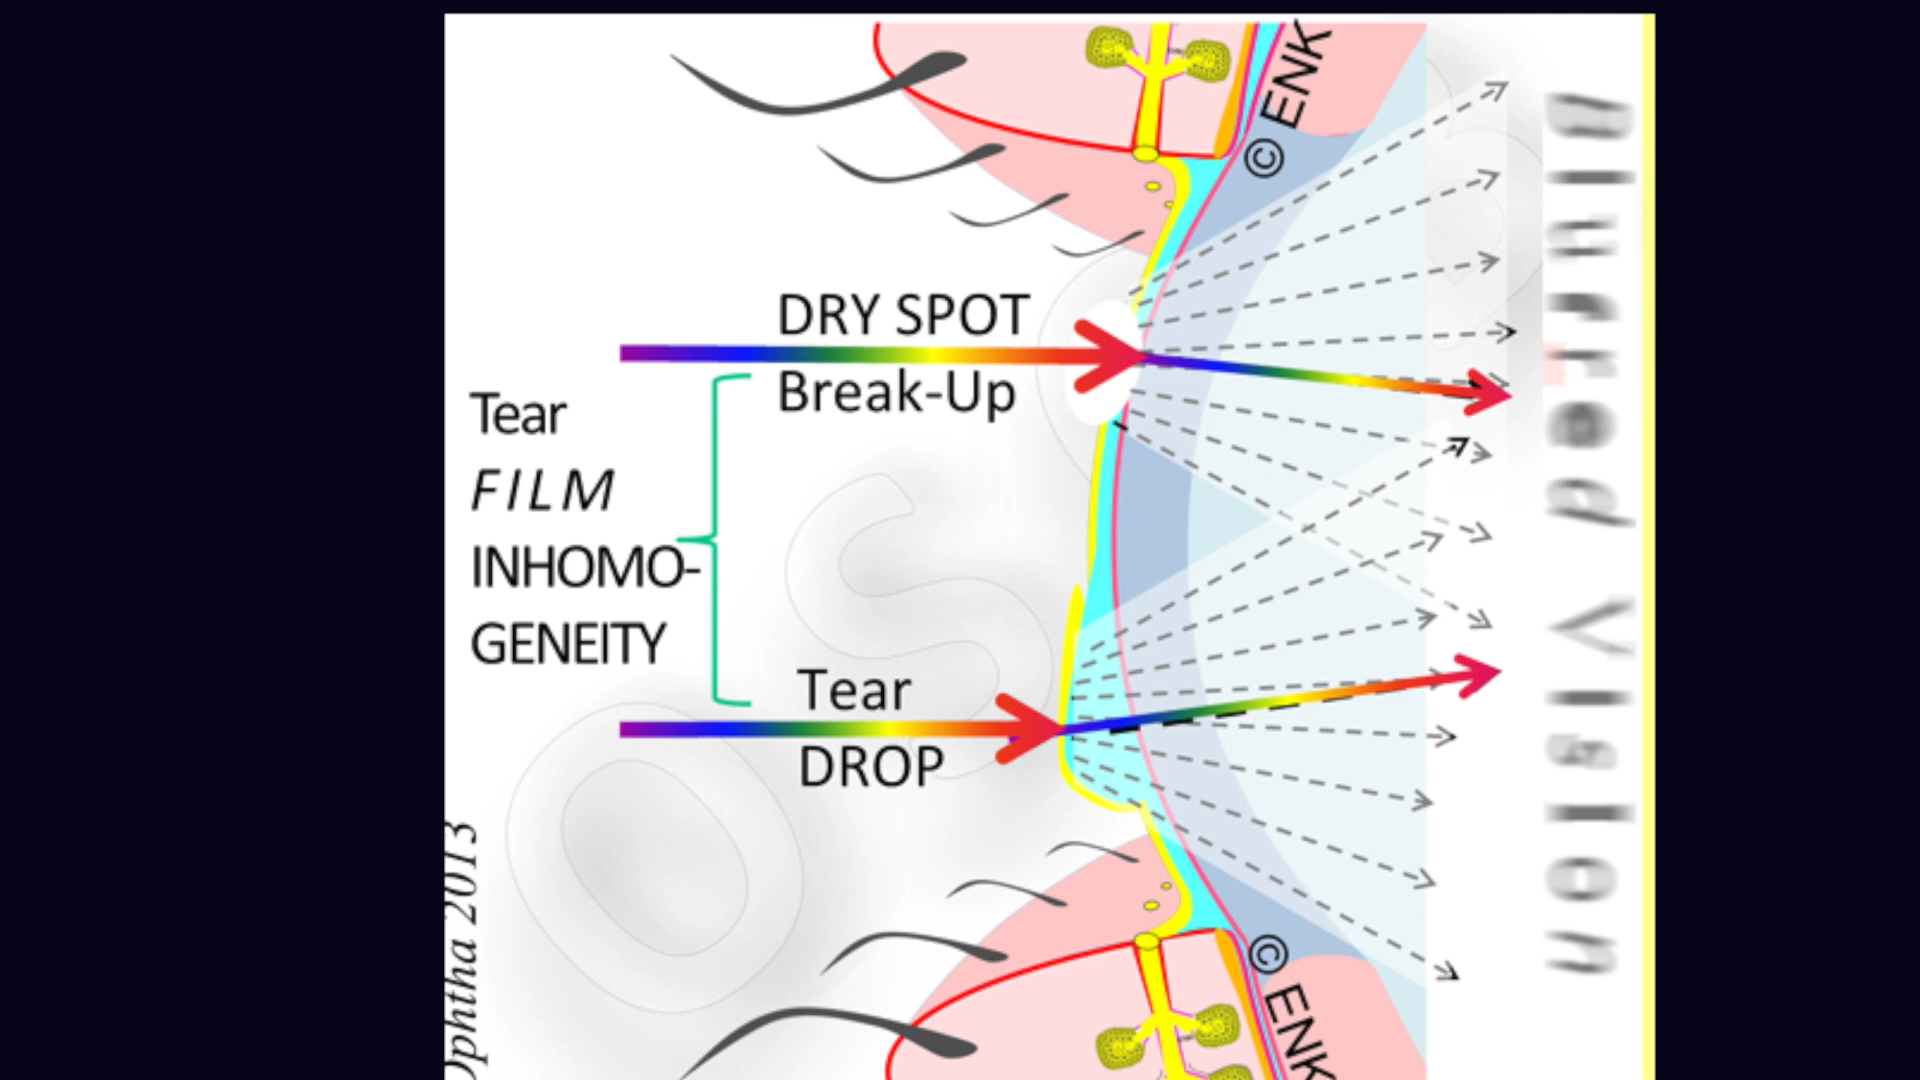 © ENK
DRY SPOT
Break-Up
Tear
FILM
INHOMO-
GENEITY
Tear
DROP
Blurred Vision
Ophtha 2013
© ENK